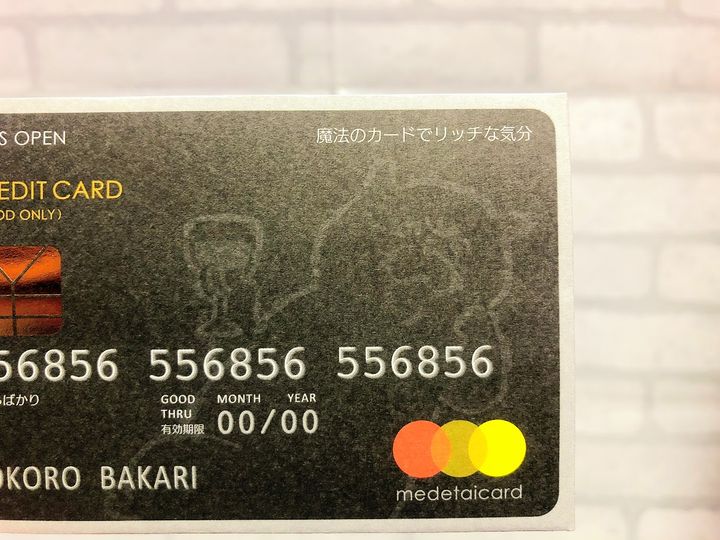 S OPEN
魔法のカードでリッチな気分
EDIT CARD
OD ONLY)
56856 556856 556856
ばかり
GOOD THRU
有効期限
MONTH YEAR
00/00
OKORO BAKARI
medetaicard